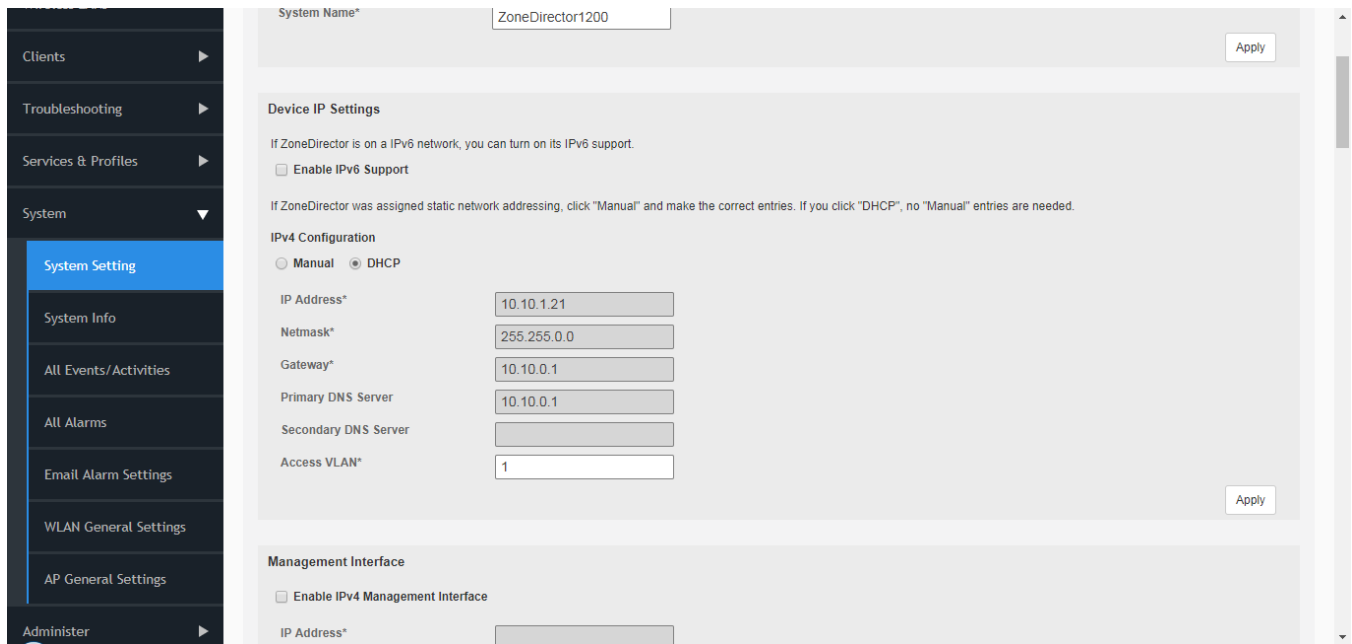 System Name*
ZoneDirector1200
Apply
Clients
Troubleshooting
Services & Profiles
System
System Setting
System Info
All Events/Activities
All Alarms
Email Alarm Settings
WLAN General Settings
AP General Settings
Administer
Device IP Settings
If ZoneDirector is on a IPv6 network, you can turn on its IPv6 support.
Enable IPv6 Support
If ZoneDirector was assigned static network addressing, click "Manual" and make the correct entries. If you click "DHCP", no "Manual" entries are needed.
IPv4 Configuration
Manual DHCP
IP Address* 10.10.1.21
Netmask* 255.255.0.0
Gateway* 10.10.0.1
Primary DNS Server 10.10.0.1
Secondary DNS Server
Access VLAN* 1
Apply
Management Interface
Enable IPv4 Management Interface
IP Address*